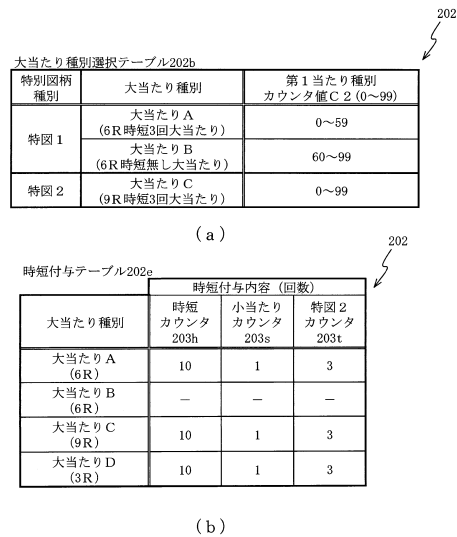 202
大当たり種別選択テーブル202b
特別図柄 大当たり種別 第1当たり種別
種別 カウンタ値C2(0~99)
特図1 大当たりA 0~59
(6R時短3回大当たり)
大当たりB 60~99
(6R時短無し大当たり)
特図2 大当たりC 0~99
(9R時短3回大当たり)
(a)
202
時短付与テーブル202e
時短付与内容(回数)
大当たり種別 時短 小当たり 特図2
カウンタ カウンタ カウンタ
203h 203s 203t
大当たりA 10 1 3
(6R)
大当たりB － － －
(6R)
大当たりC 10 1 3
(9R)
大当たりD 10 1 3
(3R)
(b)